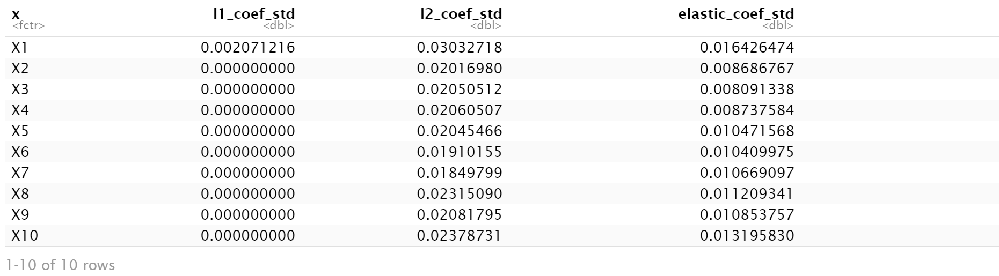 x l1_coef_std l2_coef_std elastic_coef_std
<fctr> <dbl> <dbl> <dbl>
X1 0.002071216 0.03032718 0.016426474
X2 0.000000000 0.02016980 0.008686767
X3 0.000000000 0.02050512 0.008091338
X4 0.000000000 0.02060507 0.008737584
X5 0.000000000 0.02045466 0.010471568
X6 0.000000000 0.01910155 0.010409975
X7 0.000000000 0.01849799 0.010669097
X8 0.000000000 0.02315090 0.011209341
X9 0.000000000 0.02081795 0.010853757
X10 0.000000000 0.02378731 0.013195830
1-10 of 10 rows